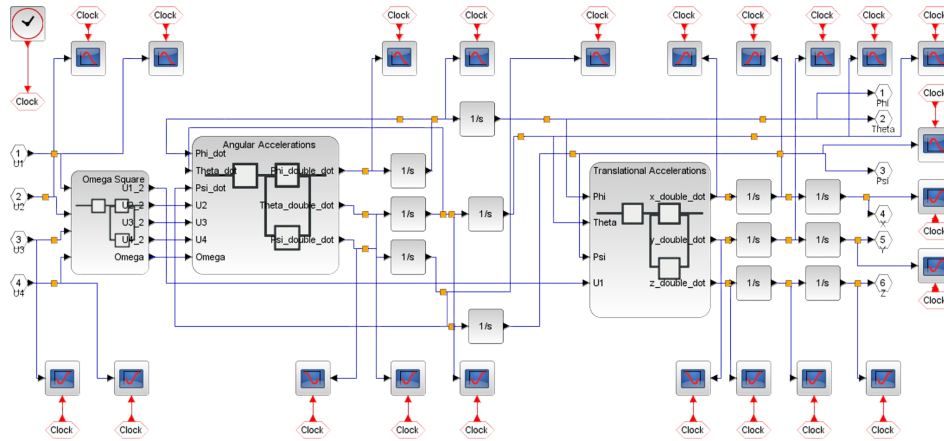 Clock Clock Clock Clock Clock Clock Clock Clock Clock Clock
Clock
1
Phi
2
Theta
Clock
1
U1
2
U2
3
U3
4
U4
Omega Square
U1_2
U2_2
U3_2
U4_2
Omega
Angular Accelerations
Phi_dot
Theta_dot
Psi_dot
U2
U3
U4
Omega
Phi_double_dot
Theta_double_dot
Psi_double_dot
1/s
1/s
1/s
1/s
1/s
1/s
Translational Accelerations
Phi
Theta
Psi
U1
x_double_dot
y_double_dot
z_double_dot
1/s 1/s
1/s 1/s
1/s 1/s
3
Psi
4
X
5
Y
6
Z
Clock
Clock
Clock Clock Clock Clock Clock Clock Clock Clock Clock